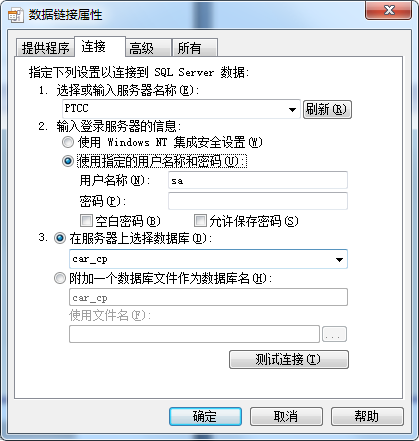 数据链接属性
提供程序 连接 高级 所有
指定下列设置以连接到 SQL Server 数据:
1. 选择或输入服务器名称(E):
PTCC 刷新(R)
2. 输入登录服务器的信息:
使用 Windows NT 集成安全设置(W)
使用指定的用户名称和密码(U):
用户名称(N): sa
密码(P):
空白密码(B) 允许保存密码(S)
3. 在服务器上选择数据库(D):
car_cp
附加一个数据库文件作为数据库名(H):
car_cp
使用文件名(F):
...
测试连接(T)
确定 取消 帮助